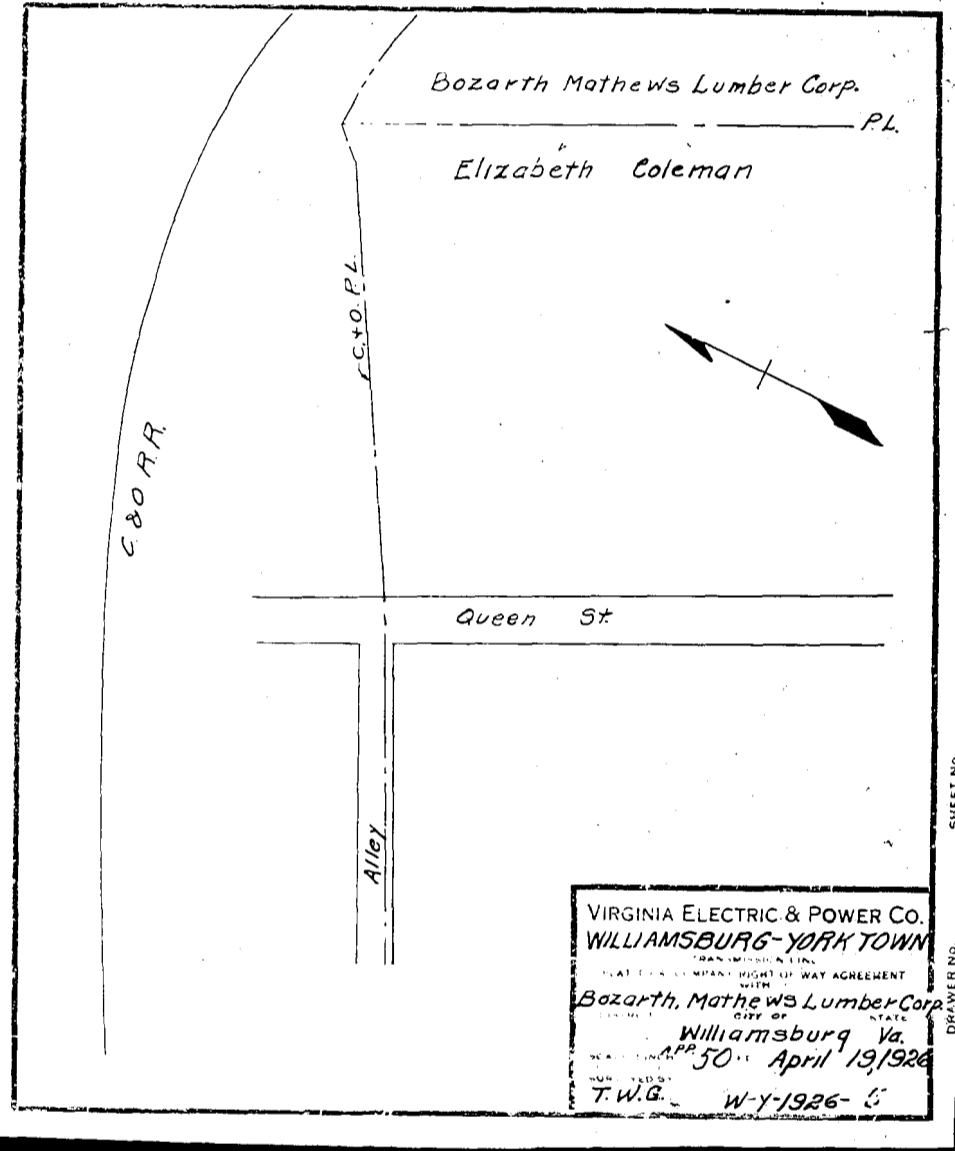 Bozarth Mathews Lumber Corp.
P.L.
Elizabeth Coleman
C.+O. P.L.
C. & O R.R.
Queen St.
Alley
SHEET NO.
DRAWER NO.
VIRGINIA ELECTRIC & POWER CO.
WILLIAMSBURG-YORKTOWN
TRANSMISSION LINE
RIGHT OF WAY AGREEMENT
WITH
Bozarth, Mathews Lumber Corp.
CITY OF STATE
Williamsburg Va.
APP. 50 April 19, 1926
T. W. G. W-Y-1926-